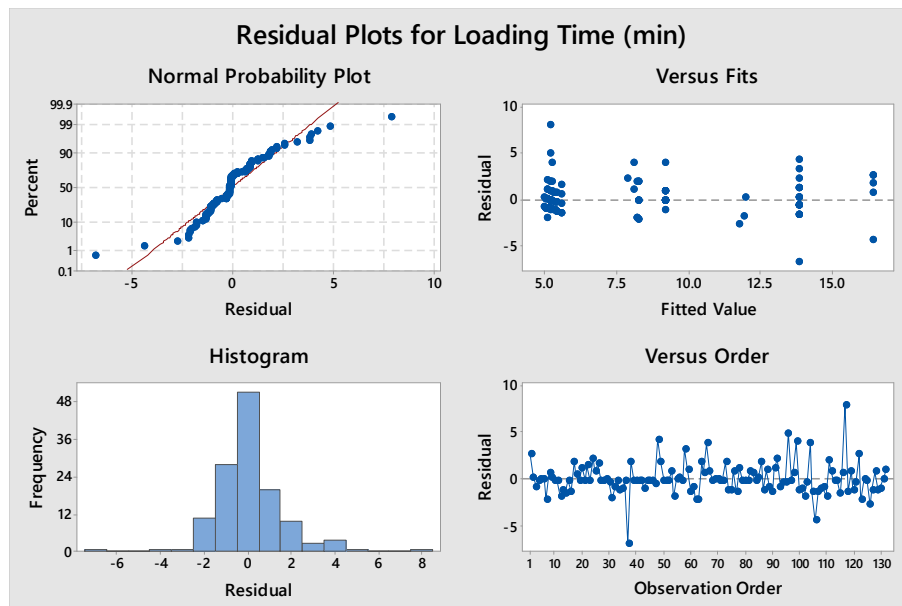 Residual Plots for Loading Time (min)
Normal Probability Plot
99.9
99
90
50
10
1
0.1
Percent
-5 0 5 10
Residual
Versus Fits
10
5
0
-5
Residual
5.0 7.5 10.0 12.5 15.0
Fitted Value
Histogram
48
36
24
12
0
Frequency
-6 -4 -2 0 2 4 6 8
Residual
Versus Order
10
5
0
-5
Residual
1 10 20 30 40 50 60 70 80 90 100 110 120 130
Observation Order